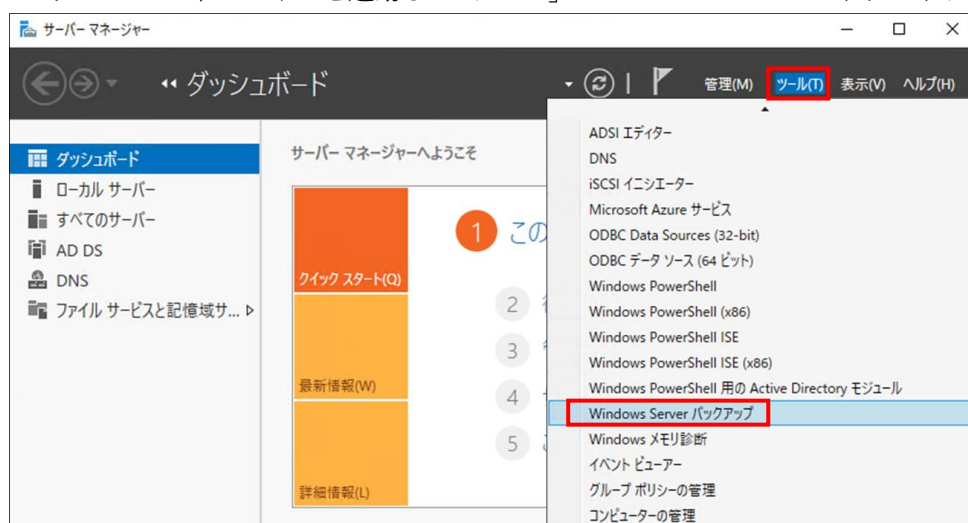 サーバー マネージャー
ダッシュボード
管理(M) ツール(T) 表示(V) ヘルプ(H)
ダッシュボード
ローカル サーバー
すべてのサーバー
AD DS
DNS
ファイル サービスと記憶域サ...
サーバー マネージャーへようこそ
クイック スタート(Q)
最新情報(W)
詳細情報(L)
1 この
2
3
4
5
ADSI エディター
DNS
iSCSI イニシエーター
Microsoft Azure サービス
ODBC Data Sources (32-bit)
ODBC データ ソース (64 ビット)
Windows PowerShell
Windows PowerShell (x86)
Windows PowerShell ISE
Windows PowerShell ISE (x86)
Windows PowerShell 用の Active Directory モジュール
Windows Server バックアップ
Windows メモリ診断
イベント ビューアー
グループ ポリシーの管理
コンピューターの管理